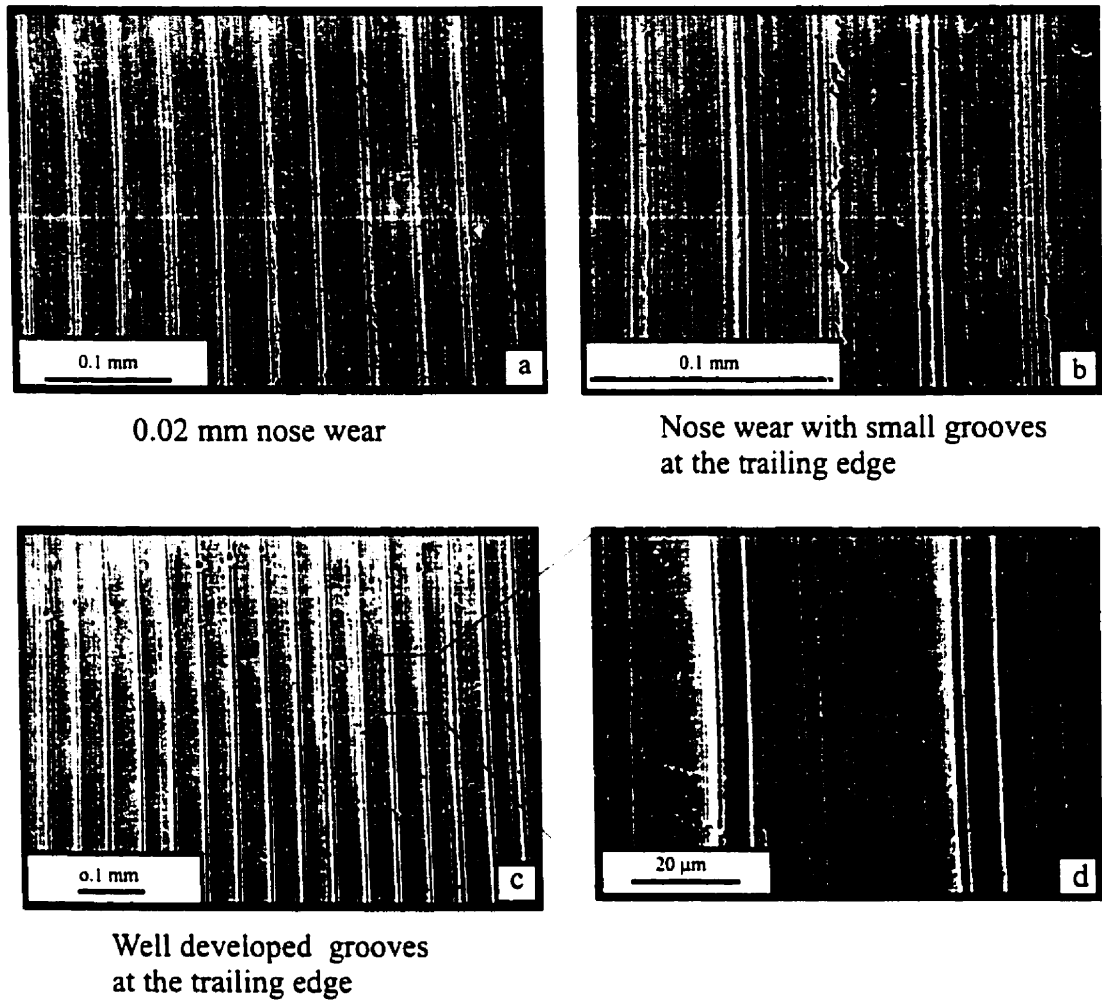 0.1 mm
a
0.1 mm
b
0.02 mm nose wear
Nose wear with small grooves
at the trailing edge
o.1 mm
c
20 µm
d
Well developed grooves
at the trailing edge